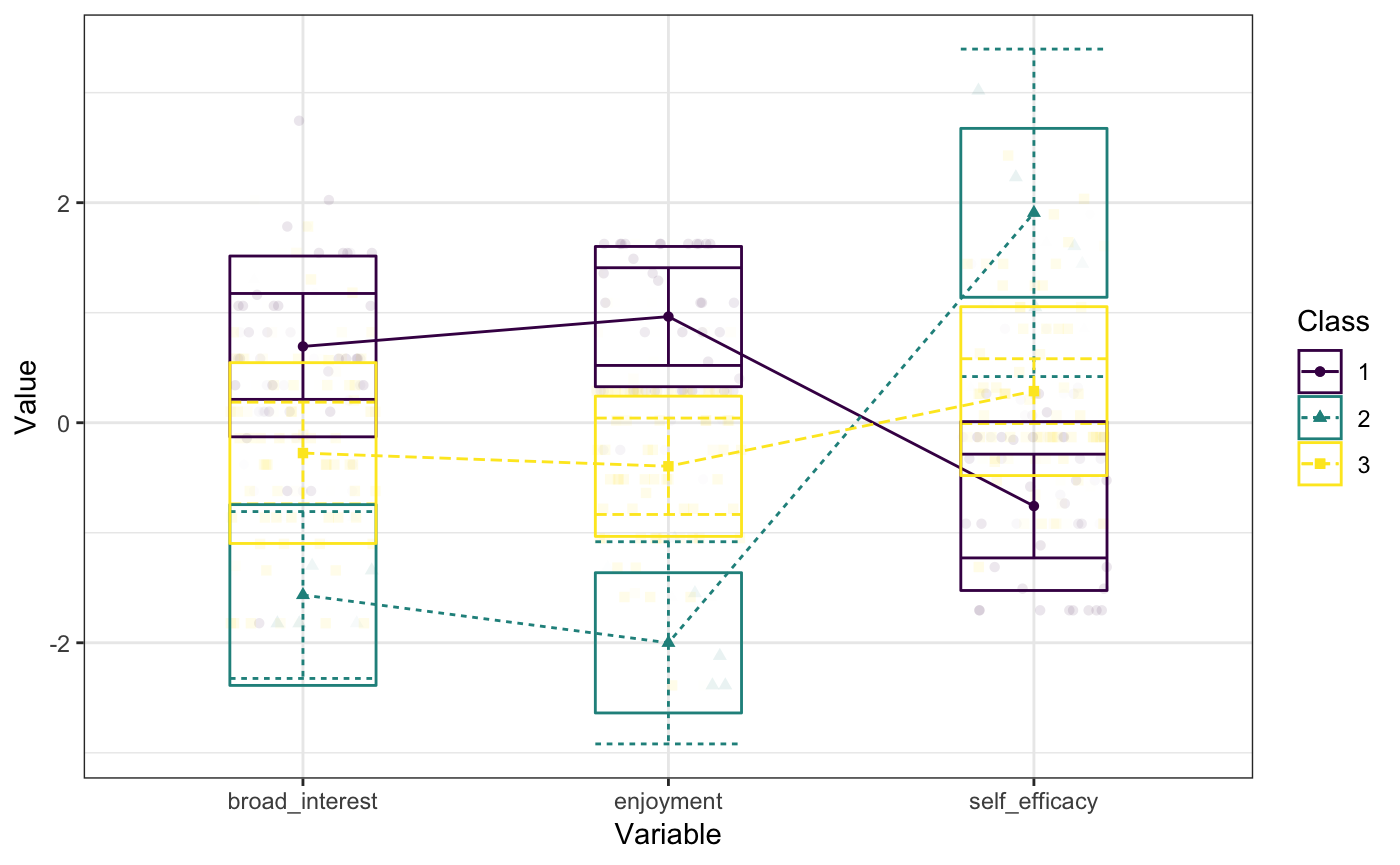 Value
2
0
-2
broad_interest
enjoyment
self_efficacy
Variable
Class
1
2
3